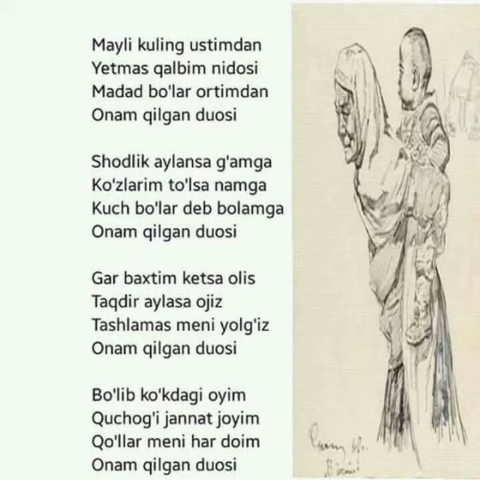 Mayli kuling ustimdan
Yetmas qalbim nidosi
Madad bo'lar ortimdan
Onam qilgan duosi
Shodlik aylansa g'amga
Ko'zlarim to'lsa namga
Kuch bo'lar deb bolamga
Onam qilgan duosi
Gar baxtim ketsa olis
Taqdir aylasa ojiz
Tashlamas meni yolg'iz
Onam qilgan duosi
Bo'lib ko'kdagi oyim
Quchog'i jannat joyim
Qo'llar meni har doim
Onam qilgan duosi